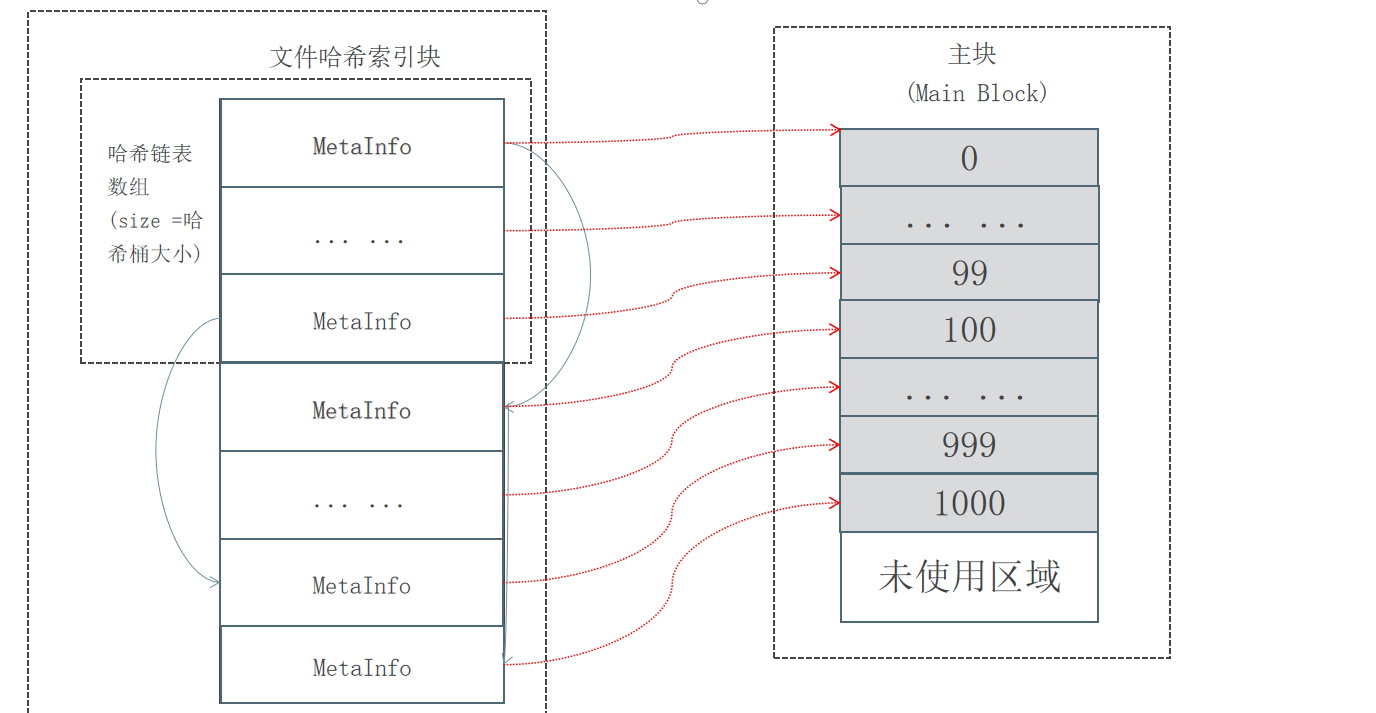 文件哈希索引块
哈希链表
数组
(size =哈
希桶大小)
MetaInfo
... ...
MetaInfo
MetaInfo
... ...
MetaInfo
MetaInfo
主块
(Main Block)
0
... ...
99
100
... ...
999
1000
未使用区域